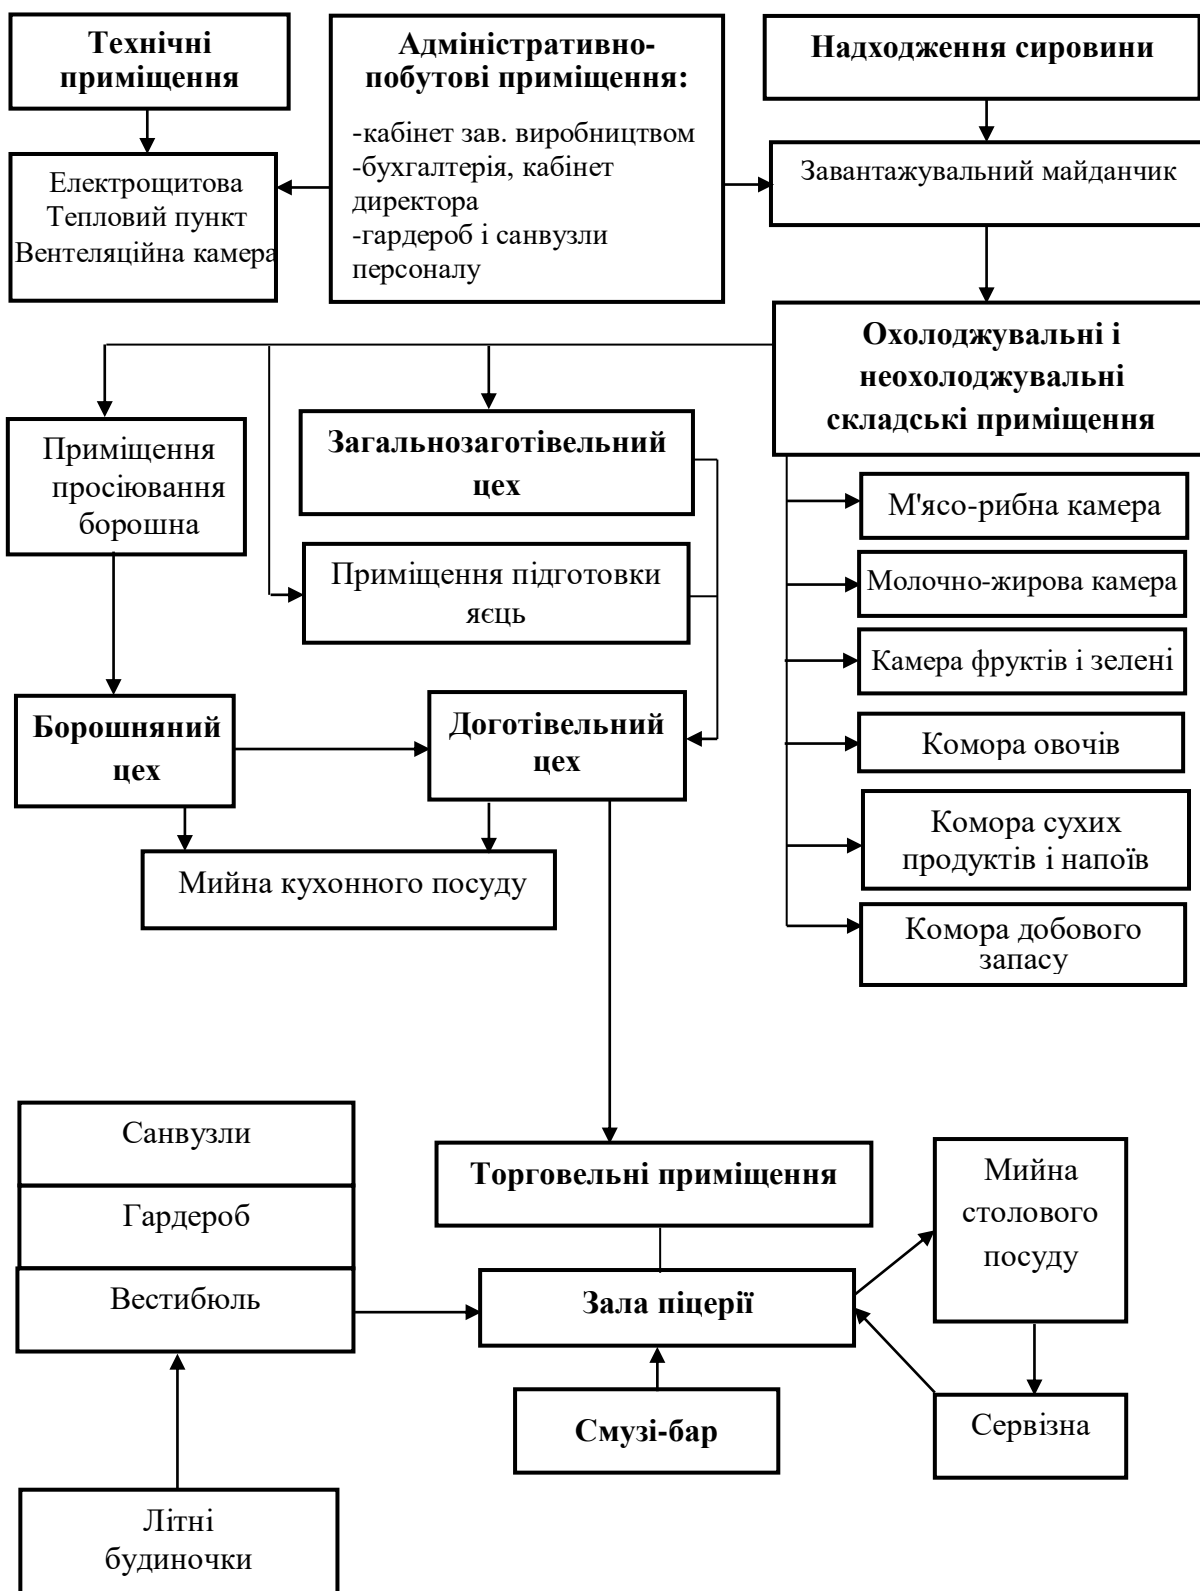 Технічні
приміщення
Адміністративно-
побутові приміщення:
-кабінет зав. виробництвом
-бухгалтерія, кабінет
директора
-гардероб і санвузли
персоналу
Надходження сировини
Електрощитова
Тепловий пункт
Вентеляційна камера
Завантажувальний майданчик
Охолоджувальні і
неохолоджувальні
складські приміщення
Приміщення
просіювання
борошна
Загальнозаготівельний
цех
М'ясо-рибна камера
Приміщення підготовки
яєць
Молочно-жирова камера
Камера фруктів і зелені
Борошняний
цех
Доготівельний
цех
Комора овочів
Комора сухих
продуктів і напоїв
Мийна кухонного посуду
Комора добового
запасу
Санвузли
Гардероб
Вестибюль
Торговельні приміщення
Мийна
столового
посуду
Зала піцерії
Смузі-бар
Сервізна
Літні
будиночки